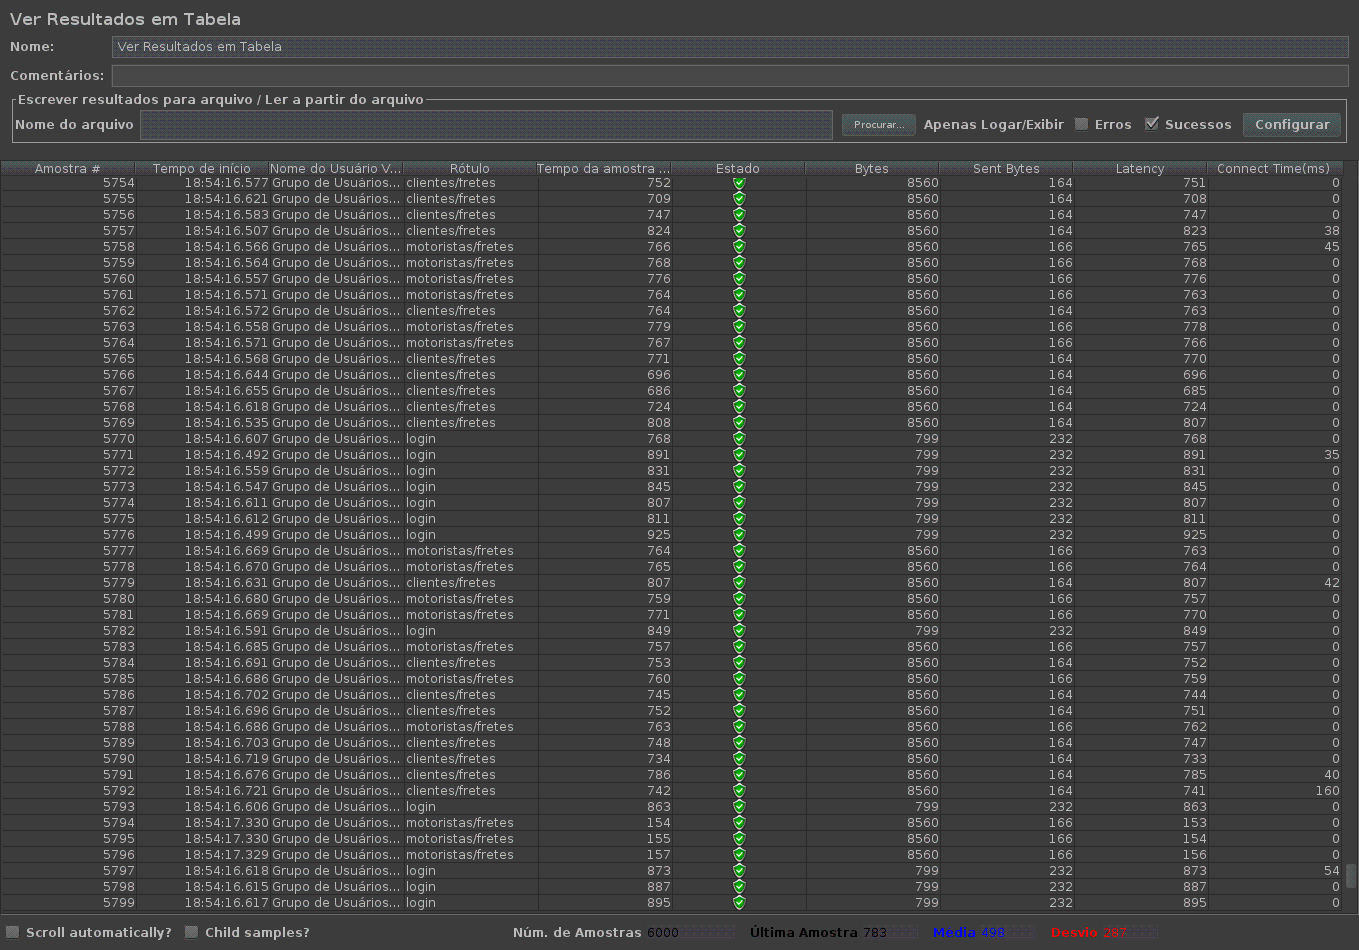 Ver Resultados em Tabela
Nome: Ver Resultados em Tabela
Comentários:
Escrever resultados para arquivo / Ler a partir do arquivo
Nome do arquivo Procurar... Apenas Logar/Exibir Erros Sucessos Configurar
Amostra # Tempo de início Nome do Usuário V... Rótulo Tempo da amostra ... Estado Bytes Sent Bytes Latency Connect Time(ms)
5754 18:54:16.577 Grupo de Usuários... clientes/fretes 752 8560 164 751 0
5755 18:54:16.621 Grupo de Usuários... clientes/fretes 709 8560 164 708 0
5756 18:54:16.583 Grupo de Usuários... clientes/fretes 747 8560 164 747 0
5757 18:54:16.507 Grupo de Usuários... clientes/fretes 824 8560 164 823 38
5758 18:54:16.566 Grupo de Usuários... motoristas/fretes 766 8560 166 765 45
5759 18:54:16.564 Grupo de Usuários... motoristas/fretes 768 8560 166 768 0
5760 18:54:16.557 Grupo de Usuários... motoristas/fretes 776 8560 166 776 0
5761 18:54:16.571 Grupo de Usuários... motoristas/fretes 764 8560 166 763 0
5762 18:54:16.572 Grupo de Usuários... clientes/fretes 764 8560 164 763 0
5763 18:54:16.558 Grupo de Usuários... motoristas/fretes 779 8560 166 778 0
5764 18:54:16.571 Grupo de Usuários... motoristas/fretes 767 8560 166 766 0
5765 18:54:16.568 Grupo de Usuários... clientes/fretes 771 8560 164 770 0
5766 18:54:16.644 Grupo de Usuários... clientes/fretes 696 8560 164 696 0
5767 18:54:16.655 Grupo de Usuários... clientes/fretes 686 8560 164 685 0
5768 18:54:16.618 Grupo de Usuários... clientes/fretes 724 8560 164 724 0
5769 18:54:16.535 Grupo de Usuários... clientes/fretes 808 8560 164 807 0
5770 18:54:16.607 Grupo de Usuários... login 768 799 232 768 0
5771 18:54:16.492 Grupo de Usuários... login 891 799 232 891 35
5772 18:54:16.559 Grupo de Usuários... login 831 799 232 831 0
5773 18:54:16.547 Grupo de Usuários... login 845 799 232 845 0
5774 18:54:16.611 Grupo de Usuários... login 807 799 232 807 0
5775 18:54:16.612 Grupo de Usuários... login 811 799 232 811 0
5776 18:54:16.499 Grupo de Usuários... login 925 799 232 925 0
5777 18:54:16.669 Grupo de Usuários... motoristas/fretes 764 8560 166 763 0
5778 18:54:16.670 Grupo de Usuários... motoristas/fretes 765 8560 166 764 0
5779 18:54:16.631 Grupo de Usuários... clientes/fretes 807 8560 164 807 42
5780 18:54:16.680 Grupo de Usuários... motoristas/fretes 759 8560 166 757 0
5781 18:54:16.669 Grupo de Usuários... motoristas/fretes 771 8560 166 770 0
5782 18:54:16.591 Grupo de Usuários... login 849 799 232 849 0
5783 18:54:16.685 Grupo de Usuários... motoristas/fretes 757 8560 166 757 0
5784 18:54:16.691 Grupo de Usuários... clientes/fretes 753 8560 164 752 0
5785 18:54:16.686 Grupo de Usuários... motoristas/fretes 760 8560 166 759 0
5786 18:54:16.702 Grupo de Usuários... clientes/fretes 745 8560 164 744 0
5787 18:54:16.696 Grupo de Usuários... clientes/fretes 752 8560 164 751 0
5788 18:54:16.686 Grupo de Usuários... motoristas/fretes 763 8560 166 762 0
5789 18:54:16.703 Grupo de Usuários... clientes/fretes 748 8560 164 747 0
5790 18:54:16.719 Grupo de Usuários... clientes/fretes 734 8560 164 733 0
5791 18:54:16.676 Grupo de Usuários... clientes/fretes 786 8560 164 785 40
5792 18:54:16.721 Grupo de Usuários... clientes/fretes 742 8560 164 741 160
5793 18:54:16.606 Grupo de Usuários... login 863 799 232 863 0
5794 18:54:17.330 Grupo de Usuários... motoristas/fretes 154 8560 166 153 0
5795 18:54:17.330 Grupo de Usuários... motoristas/fretes 155 8560 166 154 0
5796 18:54:17.329 Grupo de Usuários... motoristas/fretes 157 8560 166 156 0
5797 18:54:16.618 Grupo de Usuários... login 873 799 232 873 54
5798 18:54:16.615 Grupo de Usuários... login 887 799 232 887 0
5799 18:54:16.617 Grupo de Usuários... login 895 799 232 895 0
Scroll automatically? Child samples? Núm. de Amostras 6000 Última Amostra 783 Média 498 Desvio 287